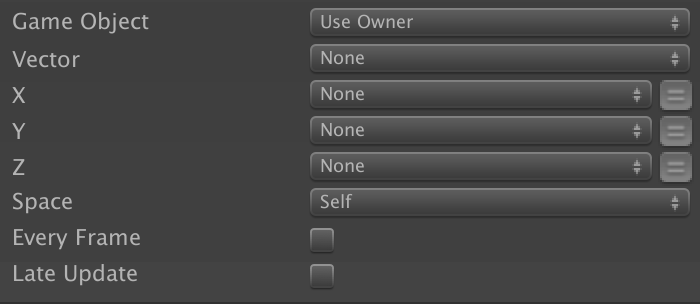 Game Object Use Owner
Vector None
X None
Y None
Z None
Space Self
Every Frame
Late Update